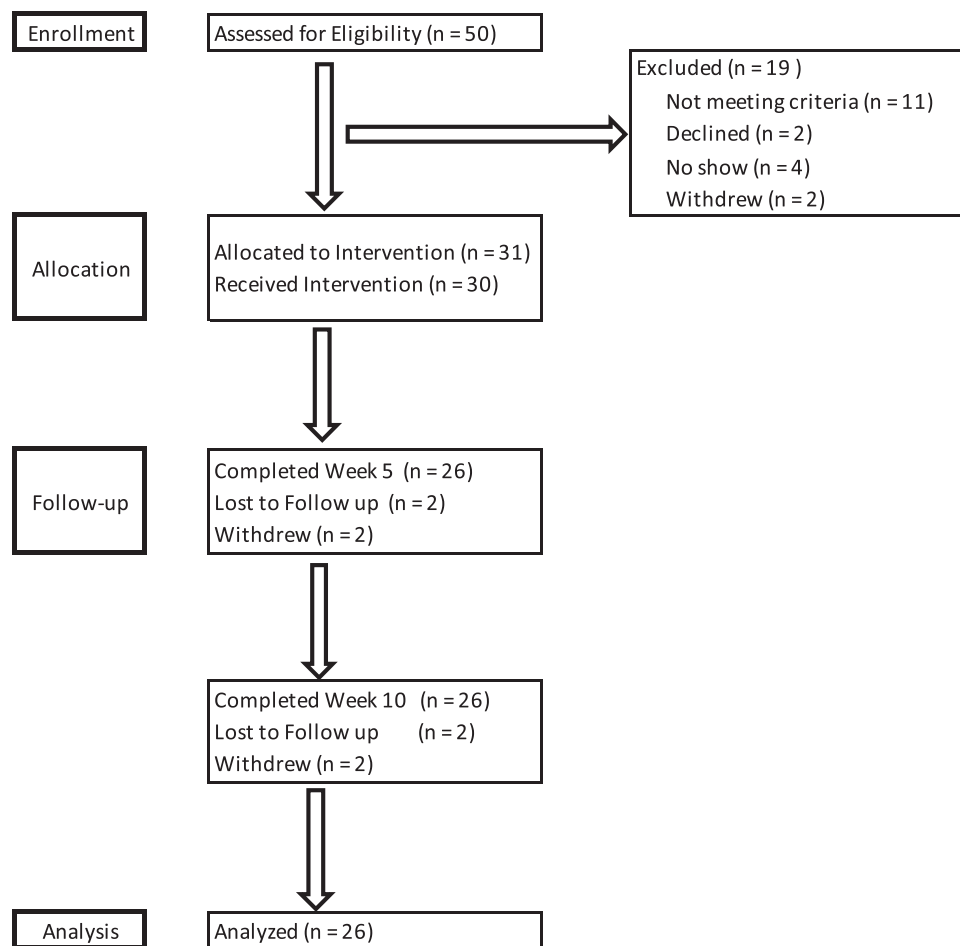 Enrollment
Assessed for Eligibility (n = 50)
Excluded (n = 19 )
Not meeting criteria (n = 11)
Declined (n = 2)
No show (n = 4)
Withdrew (n = 2)
Allocation
Allocated to Intervention (n = 31)
Received Intervention (n = 30)
Follow-up
Completed Week 5 (n = 26)
Lost to Follow up (n = 2)
Withdrew (n = 2)
Completed Week 10 (n = 26)
Lost to Follow up (n = 2)
Withdrew (n = 2)
Analysis
Analyzed (n = 26)